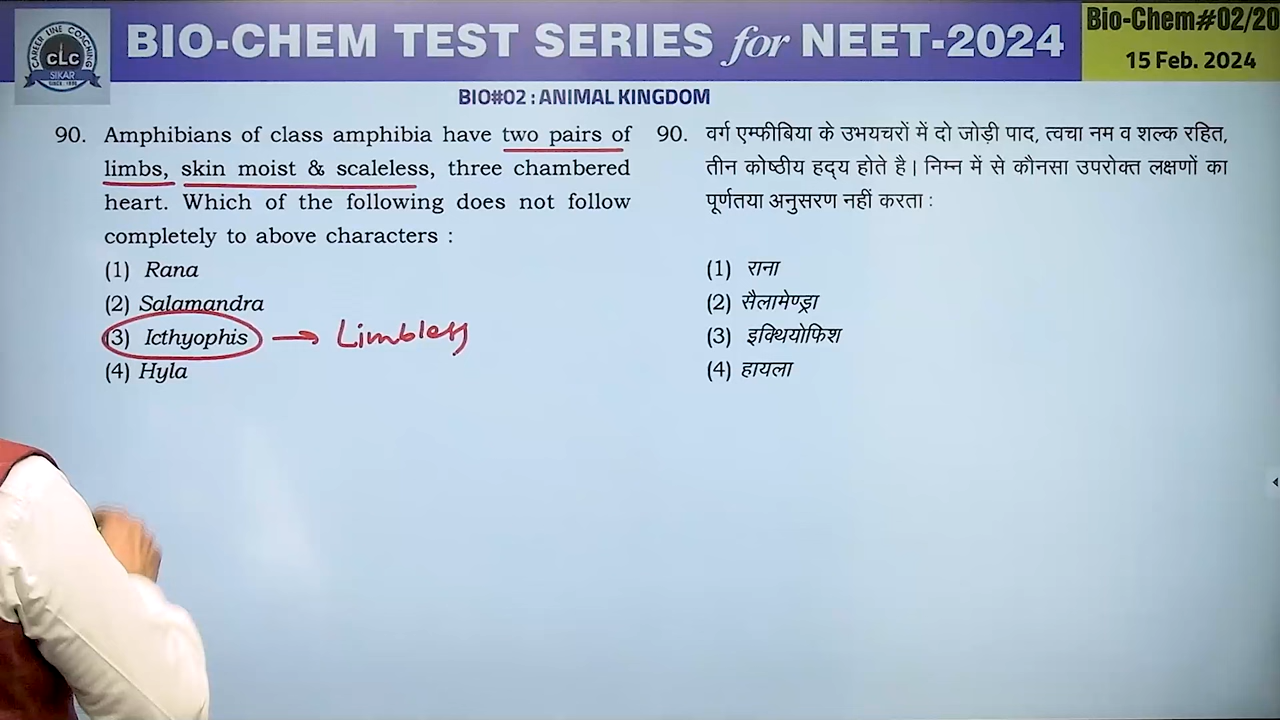 CAREER LINE COACHING
CLC
SIKAR
SINCE: 1996
BIO-CHEM TEST SERIES for NEET-2024
Bio-Chem#02/20
15 Feb. 2024
BIO#02 : ANIMAL KINGDOM
90. Amphibians of class amphibia have two pairs of
limbs, skin moist & scaleless, three chambered
heart. Which of the following does not follow
completely to above characters :
(1) Rana
(2) Salamandra
(3) Icthyophis → Limbless
(4) Hyla
90. वर्ग एम्फीबिया के उभयचरों में दो जोड़ी पाद, त्वचा नम व शल्क रहित,
तीन कोष्ठीय हृदय होते है। निम्न में से कौनसा उपरोक्त लक्षणों का
पूर्णतया अनुसरण नहीं करता :
(1) राना
(2) सैलामेण्ड्रा
(3) इक्थियोफिश
(4) हायला